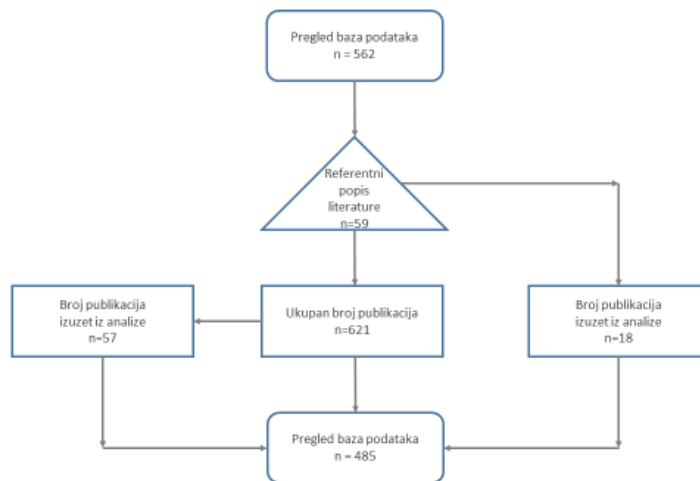 Pregled baza podataka
n = 562
Referentni
popis
literature
n=59
Broj publikacija
izuzet iz analize
n=57
Ukupan broj publikacija
n=621
Broj publikacija
izuzet iz analize
n=18
Pregled baza podataka
n = 485